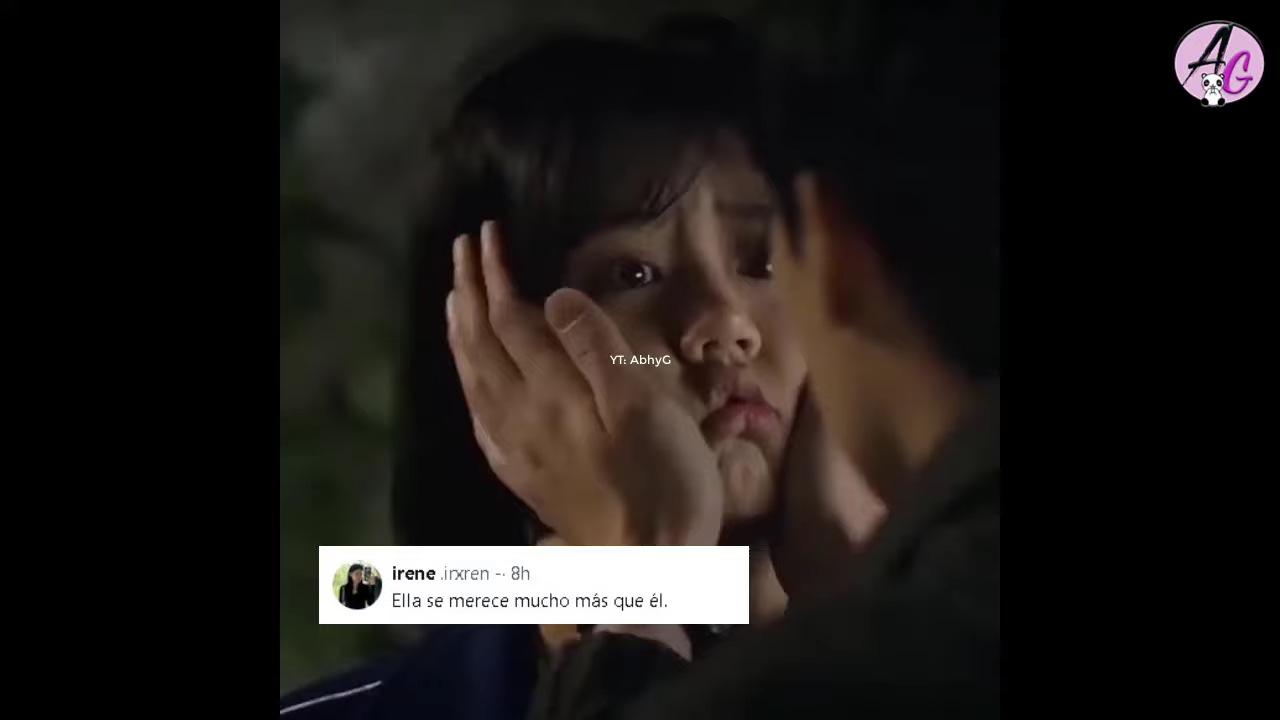 AG
YT: AbhyG
irene .irxren -· 8h
Ella se merece mucho más que él.